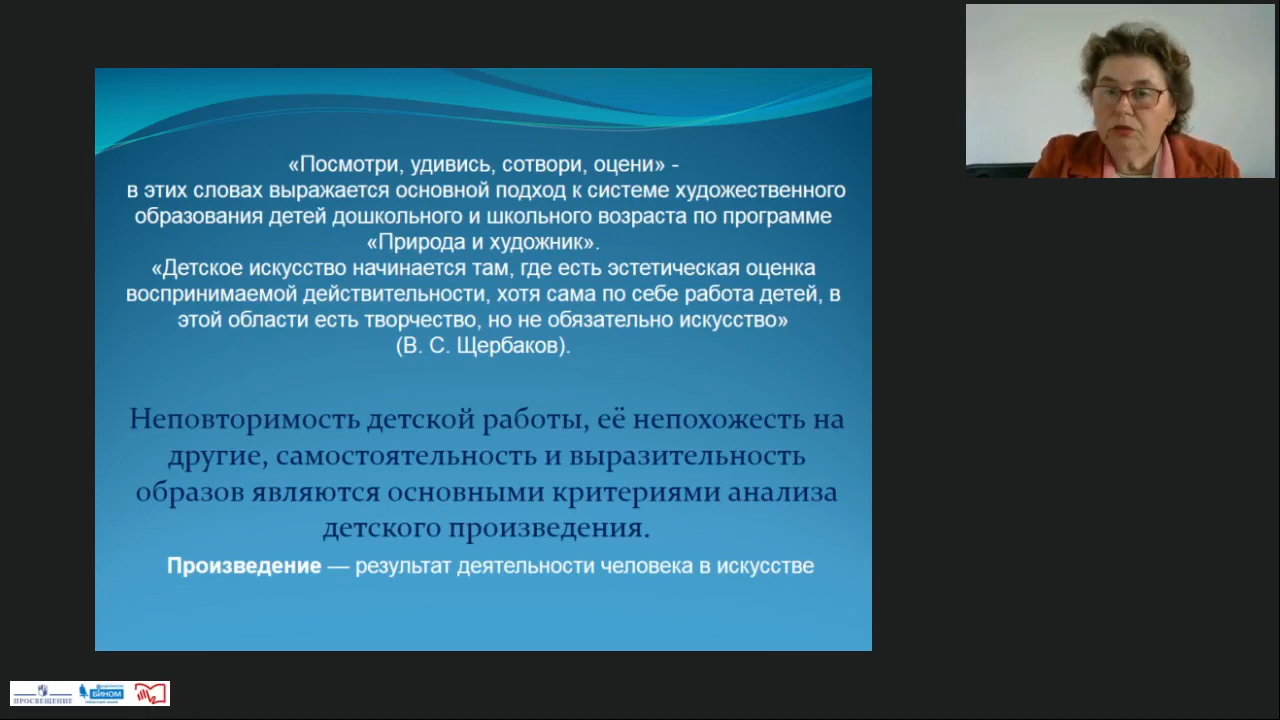 «Посмотри, удивись, сотвори, оцени» -
в этих словах выражается основной подход к системе художественного
образования детей дошкольного и школьного возраста по программе
«Природа и художник».
«Детское искусство начинается там, где есть эстетическая оценка
воспринимаемой действительности, хотя сама по себе работа детей, в
этой области есть творчество, но не обязательно искусство»
(В. С. Щербаков).
Неповторимость детской работы, её непохожесть на
другие, самостоятельность и выразительность
образов являются основными критериями анализа
детского произведения.
Произведение — результат деятельности человека в искусстве
ПРОСВЕЩЕНИЕ
БИНОМ